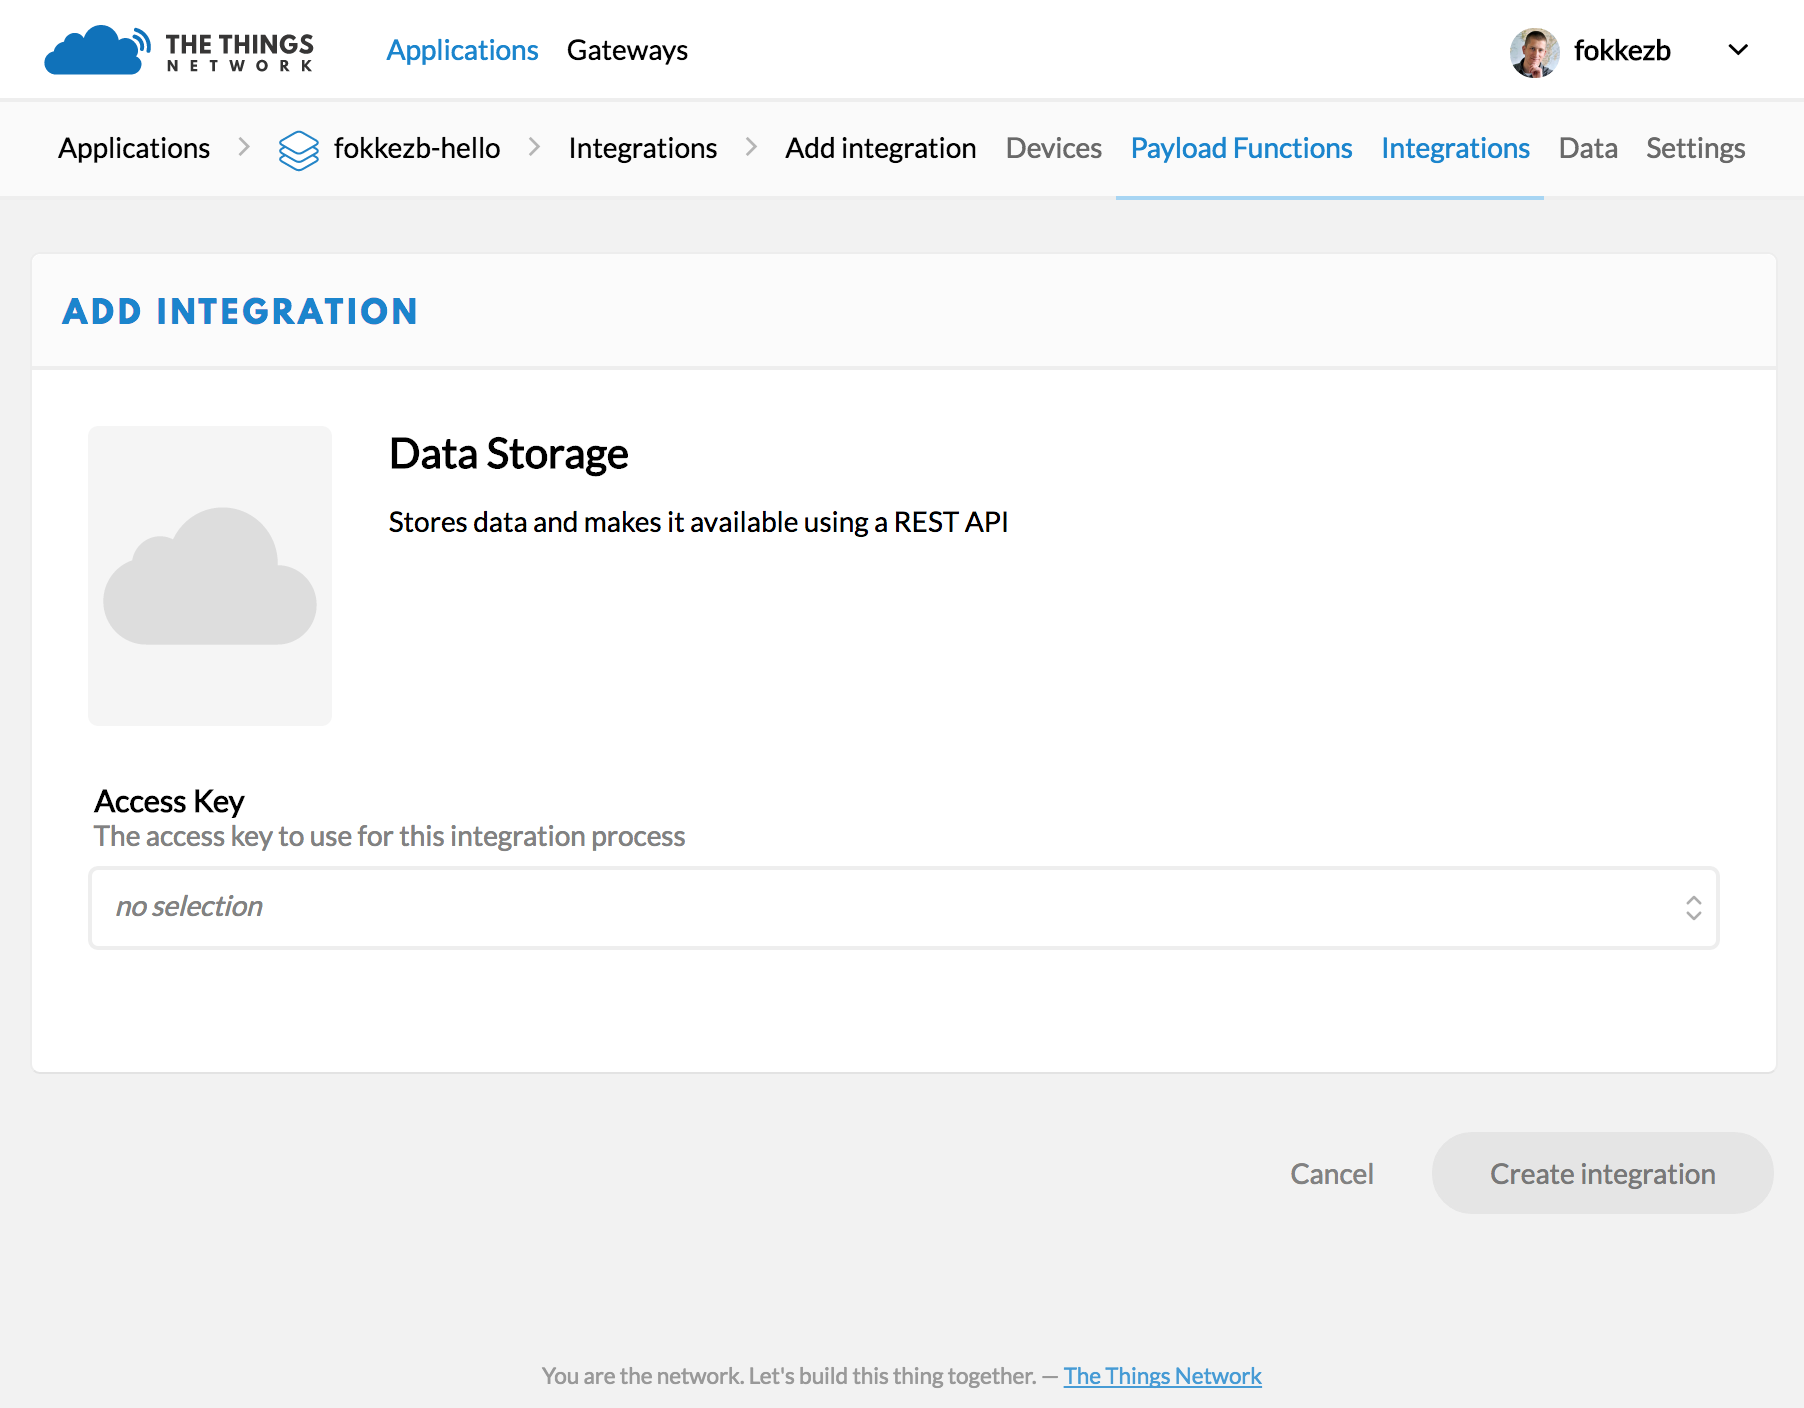 THE THINGS
NETWORK
Applications Gateways
fokkezb
Applications fokkezb-hello Integrations Add integration Devices Payload Functions Integrations Data Settings
ADD INTEGRATION
Data Storage
Stores data and makes it available using a REST API
Access Key
The access key to use for this integration process
no selection
Cancel Create integration
You are the network. Let's build this thing together. — The Things Network